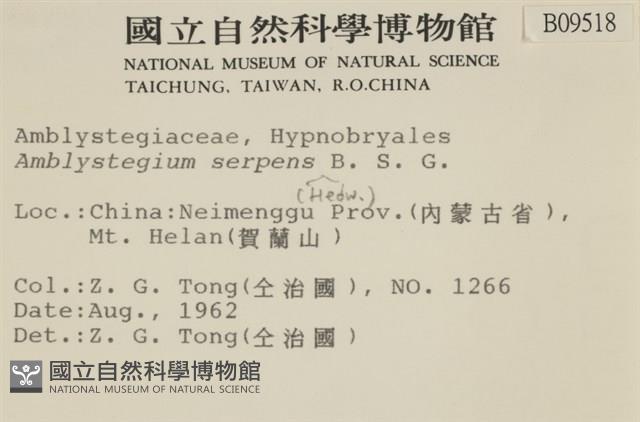 國立自然科學博物館
B09518
NATIONAL MUSEUM OF NATURAL SCIENCE
TAICHUNG, TAIWAN, R.O.CHINA
Amblystegiaceae, Hypnobryales
Amblystegium serpens B. S. G.
(Hedw.)
Loc.:China:Neimenggu Prov.(內蒙古省),
Mt. Helan(賀蘭山)
Col.:Z. G. Tong(仝治國), NO. 1266
Date:Aug., 1962
Det.:Z. G. Tong(仝治國)
國立自然科學博物館
NATIONAL MUSEUM OF NATURAL SCIENCE